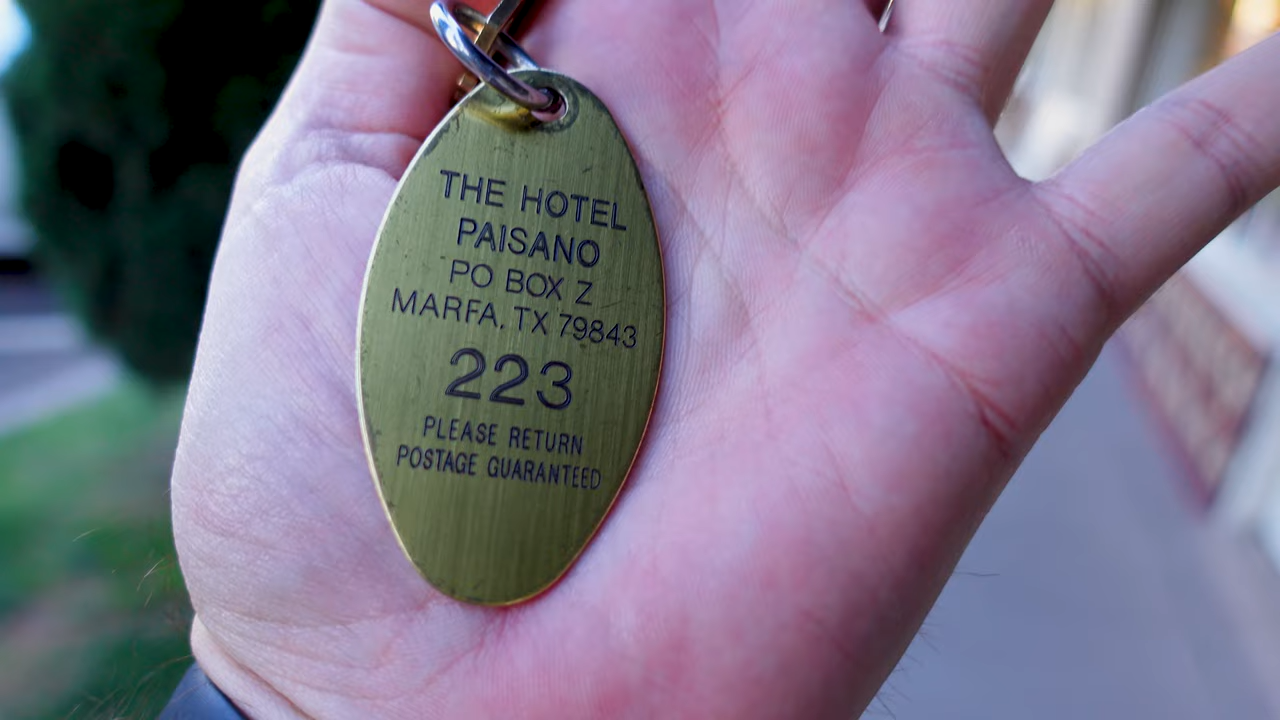 THE HOTEL
PAISANO
PO BOX Z
MARFA, TX 79843
223
PLEASE RETURN
POSTAGE GUARANTEED